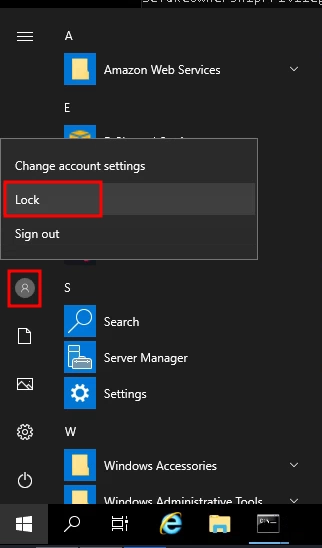 A
Amazon Web Services
E
Change account settings
Lock
Sign out
S
Search
Server Manager
Settings
W
Windows Accessories
Windows Administrative Tools